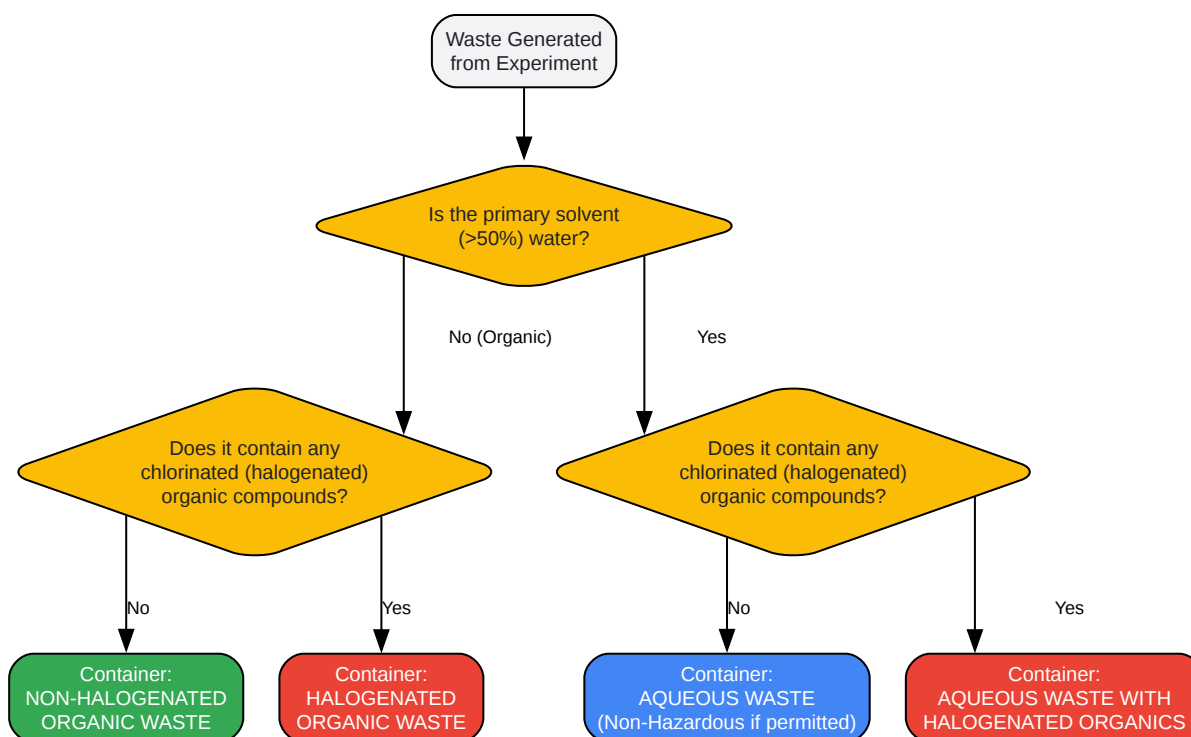 Waste Generated
from Experiment
Is the primary solvent
(>50%) water?
No (Organic)
Yes
Does it contain any
chlorinated (halogenated)
organic compounds?
Does it contain any
chlorinated (halogenated)
organic compounds?
No
Yes
No
Yes
Container:
NON-HALOGENATED
ORGANIC WASTE
Container:
HALOGENATED
ORGANIC WASTE
Container:
AQUEOUS WASTE
(Non-Hazardous if permitted)
Container:
AQUEOUS WASTE WITH
HALOGENATED ORGANICS